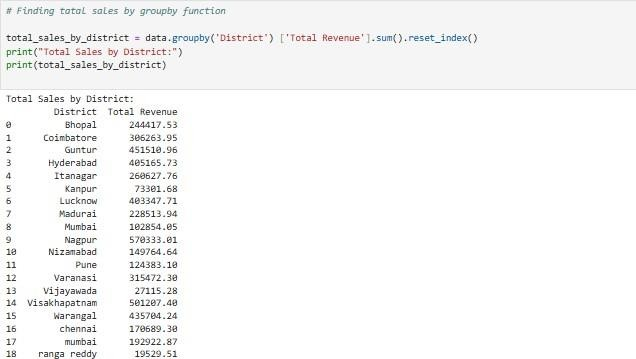 # Finding tatal sales by groupby function
total_sales_by_district = data.groupby('District') ['Total Revenue'].sum().reset_index()
print("Total Sales by District:")
print(total_sales_by_district)
Total Sales by District:
District Total Revenue
0 Bhopal 244417.53
1 Coimbatore 306263.95
2 Guntur 451510.96
3 Hyderabad 405165.73
4 Itanagar 260627.76
5 Kanpur 73301.68
6 Lucknow 403347.71
7 Madurai 228513.94
8 Mumbai 102854.05
9 Nagpur 570333.01
10 Nizamabad 149764.64
11 Pune 124383.10
12 Varanasi 315472.30
13 Vijayawada 27115.28
14 Visakhapatnam 501207.40
15 Warangal 435704.24
16 chennai 170689.30
17 mumbai 192922.87
18 ranga reddy 19529.51